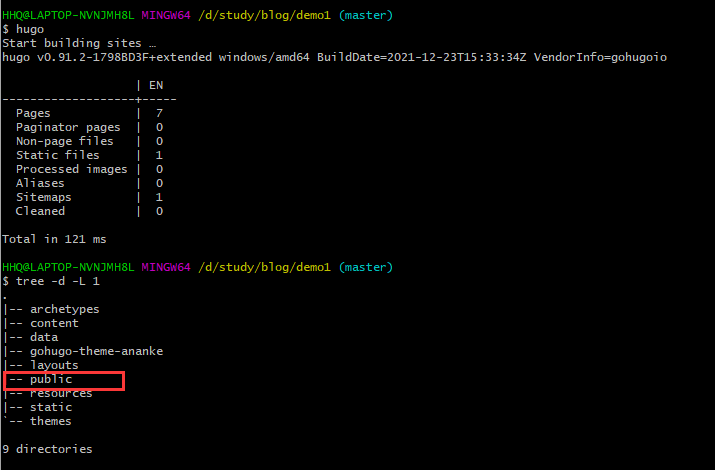 HHQ@LAPTOP-NVNJMH8L MINGW64 /d/study/blog/demo1 (master)
$ hugo
Start building sites …
hugo v0.91.2-1798BD3F+extended windows/amd64 BuildDate=2021-12-23T15:33:34Z VendorInfo=gohugoio
                   | EN
-------------------+-----
  Pages            |  7
  Paginator pages  |  0
  Non-page files   |  0
  Static files     |  1
  Processed images |  0
  Aliases          |  0
  Sitemaps         |  1
  Cleaned          |  0
Total in 121 ms
HHQ@LAPTOP-NVNJMH8L MINGW64 /d/study/blog/demo1 (master)
$ tree -d -L 1
.
|-- archetypes
|-- content
|-- data
|-- gohugo-theme-ananke
|-- layouts
|-- public
|-- resources
|-- static
`-- themes
9 directories